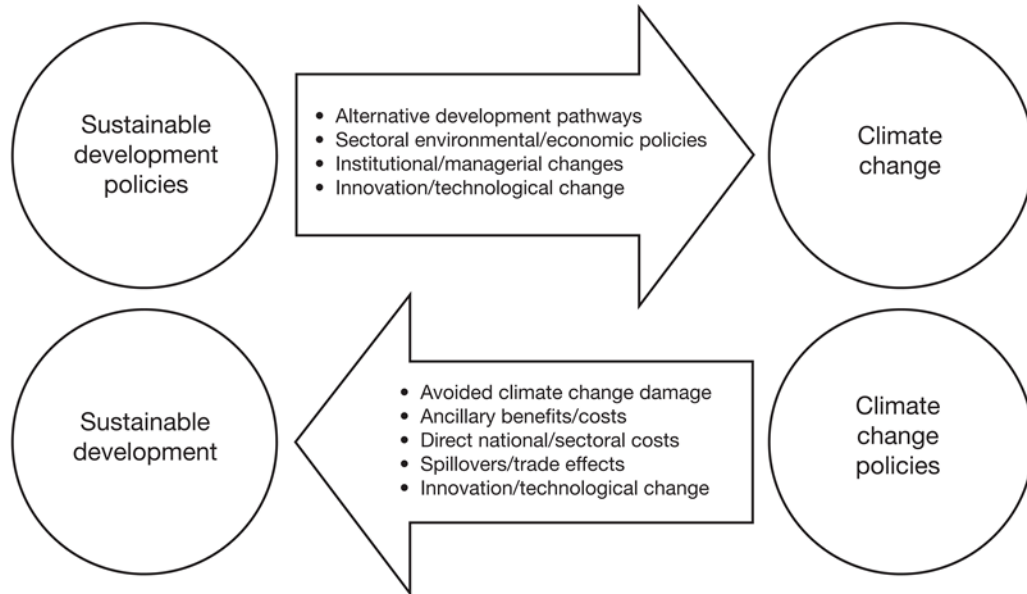 Sustainable
development
policies
• Alternative development pathways
• Sectoral environmental/economic policies
• Institutional/managerial changes
• Innovation/technological change
Climate
change
Sustainable
development
• Avoided climate change damage
• Ancillary benefits/costs
• Direct national/sectoral costs
• Spillovers/trade effects
• Innovation/technological change
Climate
change
policies